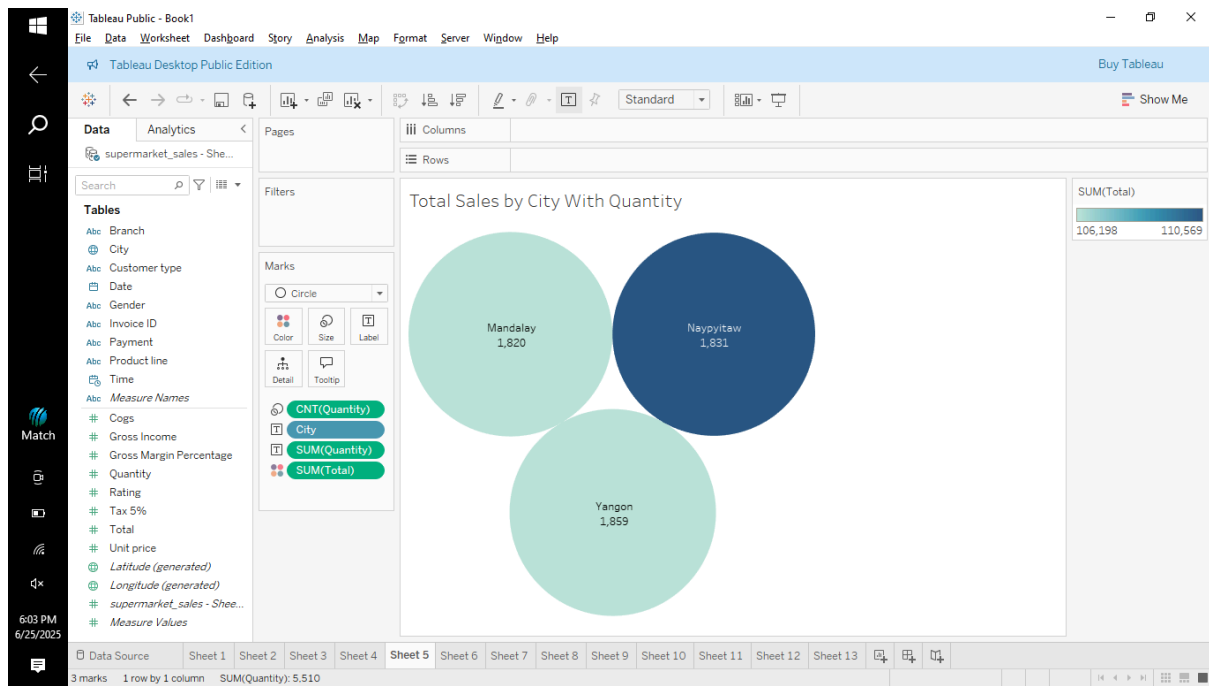 Tableau Public - Book1
File Data Worksheet Dashboard Story Analysis Map Format Server Window Help
Tableau Desktop Public Edition
Buy Tableau
Standard
Show Me
Data
Analytics
Pages
Columns
Rows
supermarket_sales - She...
Search
Tables
Abc Branch
City
Abc Customer type
Date
Abc Gender
Abc Invoice ID
Abc Payment
Abc Product line
Time
Abc Measure Names
# Cogs
# Gross Income
# Gross Margin Percentage
# Quantity
# Rating
# Tax 5%
# Total
# Unit price
Latitude (generated)
Longitude (generated)
# supermarket_sales - Shee...
# Measure Values
Filters
Marks
Circle
Color
Size
Label
Detail
Tooltip
CNT(Quantity)
City
SUM(Quantity)
SUM(Total)
Total Sales by City With Quantity
Mandalay
1,820
Naypyitaw
1,831
Yangon
1,859
SUM(Total)
106,198
110,569
Match
6:03 PM
6/25/2025
Data Source
Sheet 1
Sheet 2
Sheet 3
Sheet 4
Sheet 5
Sheet 6
Sheet 7
Sheet 8
Sheet 9
Sheet 10
Sheet 11
Sheet 12
Sheet 13
3 marks 1 row by 1 column SUM(Quantity): 5,510